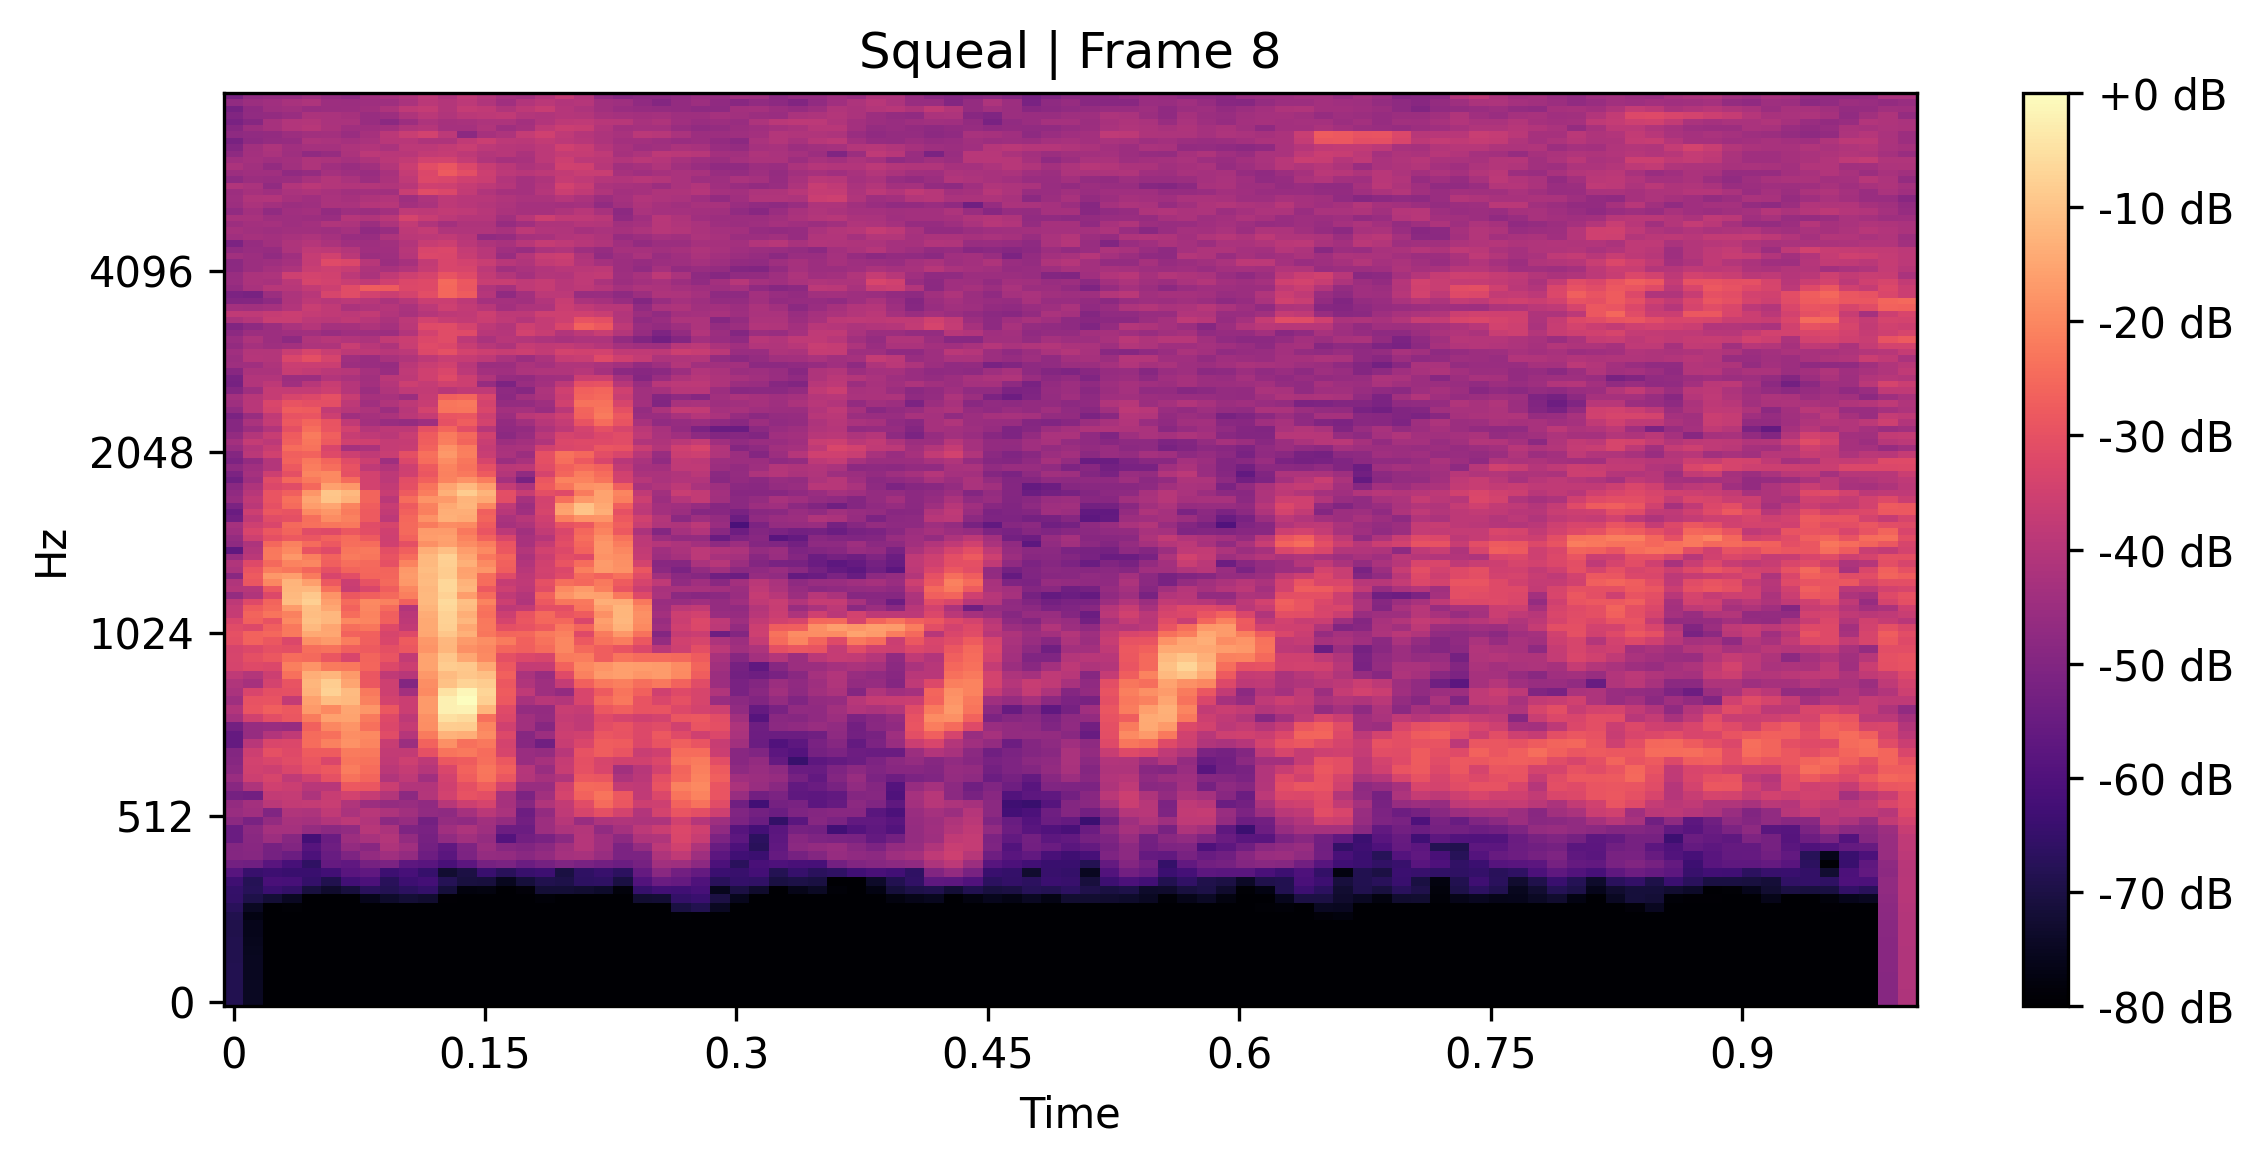 Squeal | Frame 8
+0 dB
-10 dB
-20 dB
-30 dB
-40 dB
-50 dB
-60 dB
-70 dB
-80 dB
4096
2048
1024
512
0
Hz
0 0.15 0.3 0.45 0.6 0.75 0.9
Time